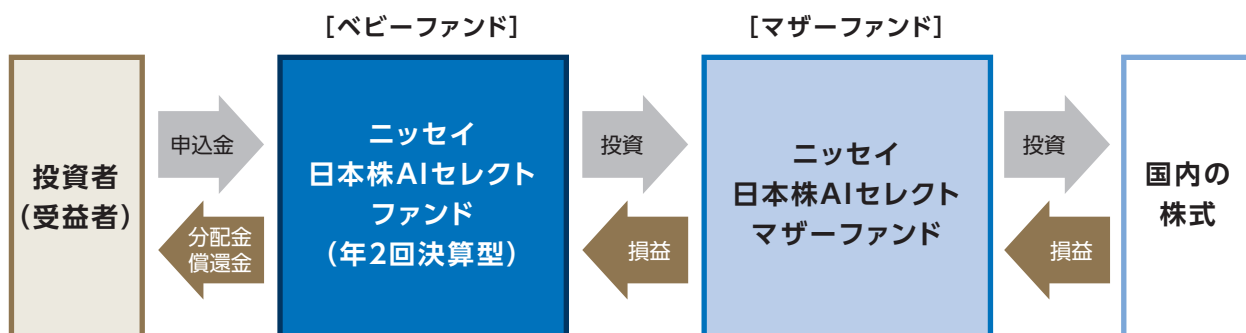 ［ベビーファンド］
［マザーファンド］
投資者
（受益者）
申込金
分配金
償還金
ニッセイ
日本株AIセレクト
ファンド
（年2回決算型）
投資
損益
ニッセイ
日本株AIセレクト
マザーファンド
投資
損益
国内の
株式